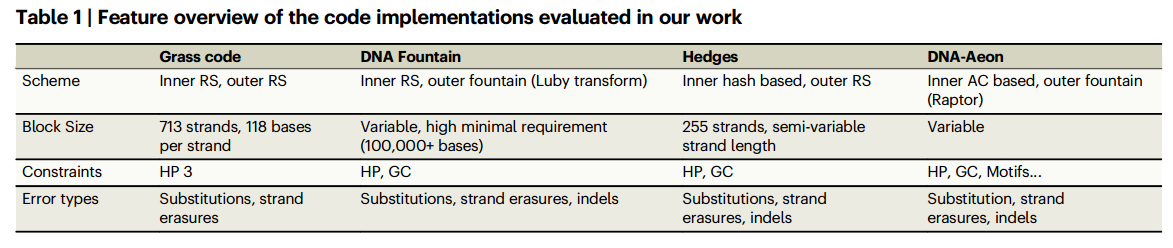 Table 1 | Feature overview of the code implementations evaluated in our work
Grass code DNA Fountain Hedges DNA-Aeon
Scheme Inner RS, outer RS Inner RS, outer fountain (Luby transform) Inner hash based, outer RS Inner AC based, outer fountain
(Raptor)
Block Size 713 strands, 118 bases Variable, high minimal requirement 255 strands, semi-variable Variable
per strand (100,000+ bases) strand length
Constraints HP 3 HP, GC HP, GC HP, GC, Motifs...
Error types Substitutions, strand Substitutions, strand erasures, indels Substitutions, strand Substitution, strand
erasures erasures, indels erasures, indels